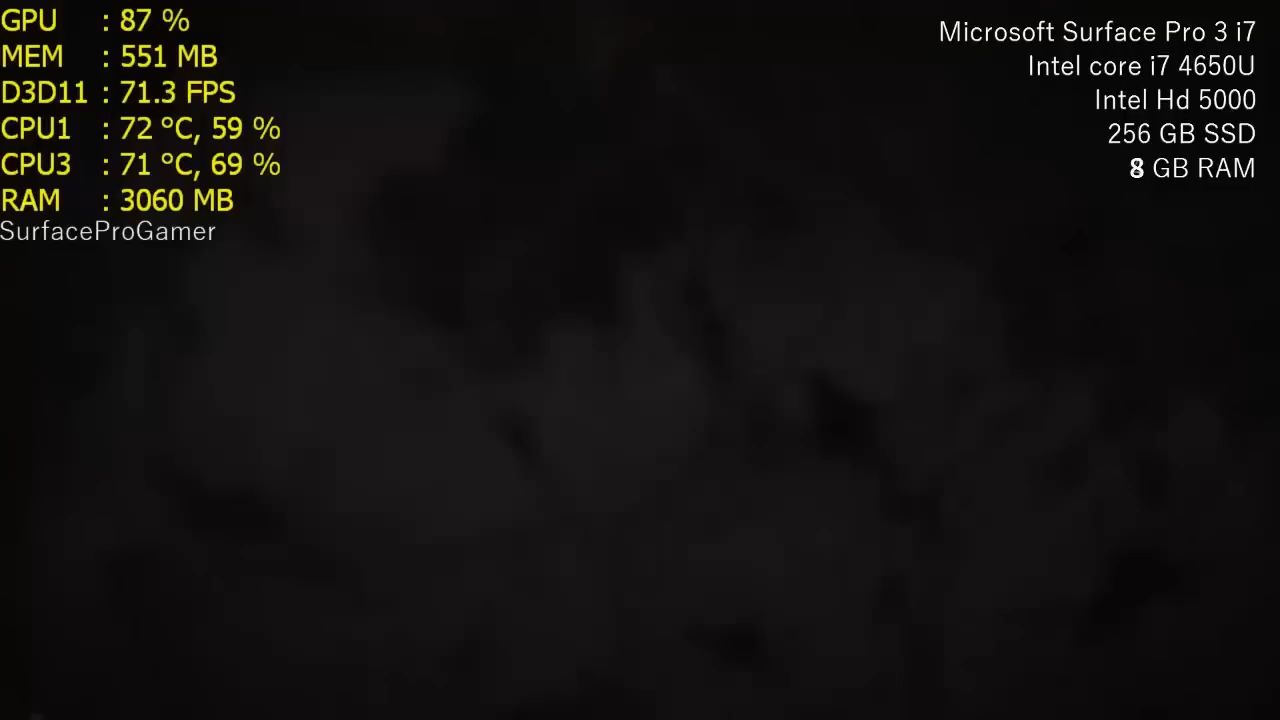 GPU : 87 %
MEM : 551 MB
D3D11 : 71.3 FPS
CPU1 : 72 °C, 59 %
CPU3 : 71 °C, 69 %
RAM : 3060 MB
SurfaceProGamer
Microsoft Surface Pro 3 i7
Intel core i7 4650U
Intel Hd 5000
256 GB SSD
8 GB RAM